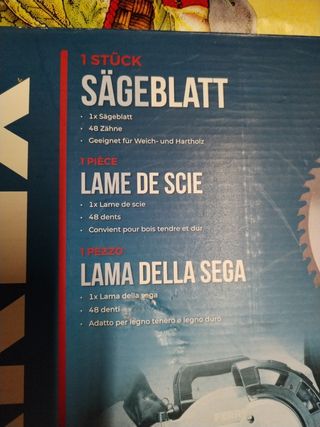 1 STÜCK
SÄGEBLATT
• 1x Sägeblatt
• 48 Zähne
• Geeignet für Weich- und Hartholz
1 PIÈCE
LAME DE SCIE
• 1x Lame de scie
• 48 dents
• Convient pour bois tendre et dur
1 PEZZO
LAMA DELLA SEGA
• 1x Lama della sega
• 48 denti
• Adatto per legno tenero e legno duro